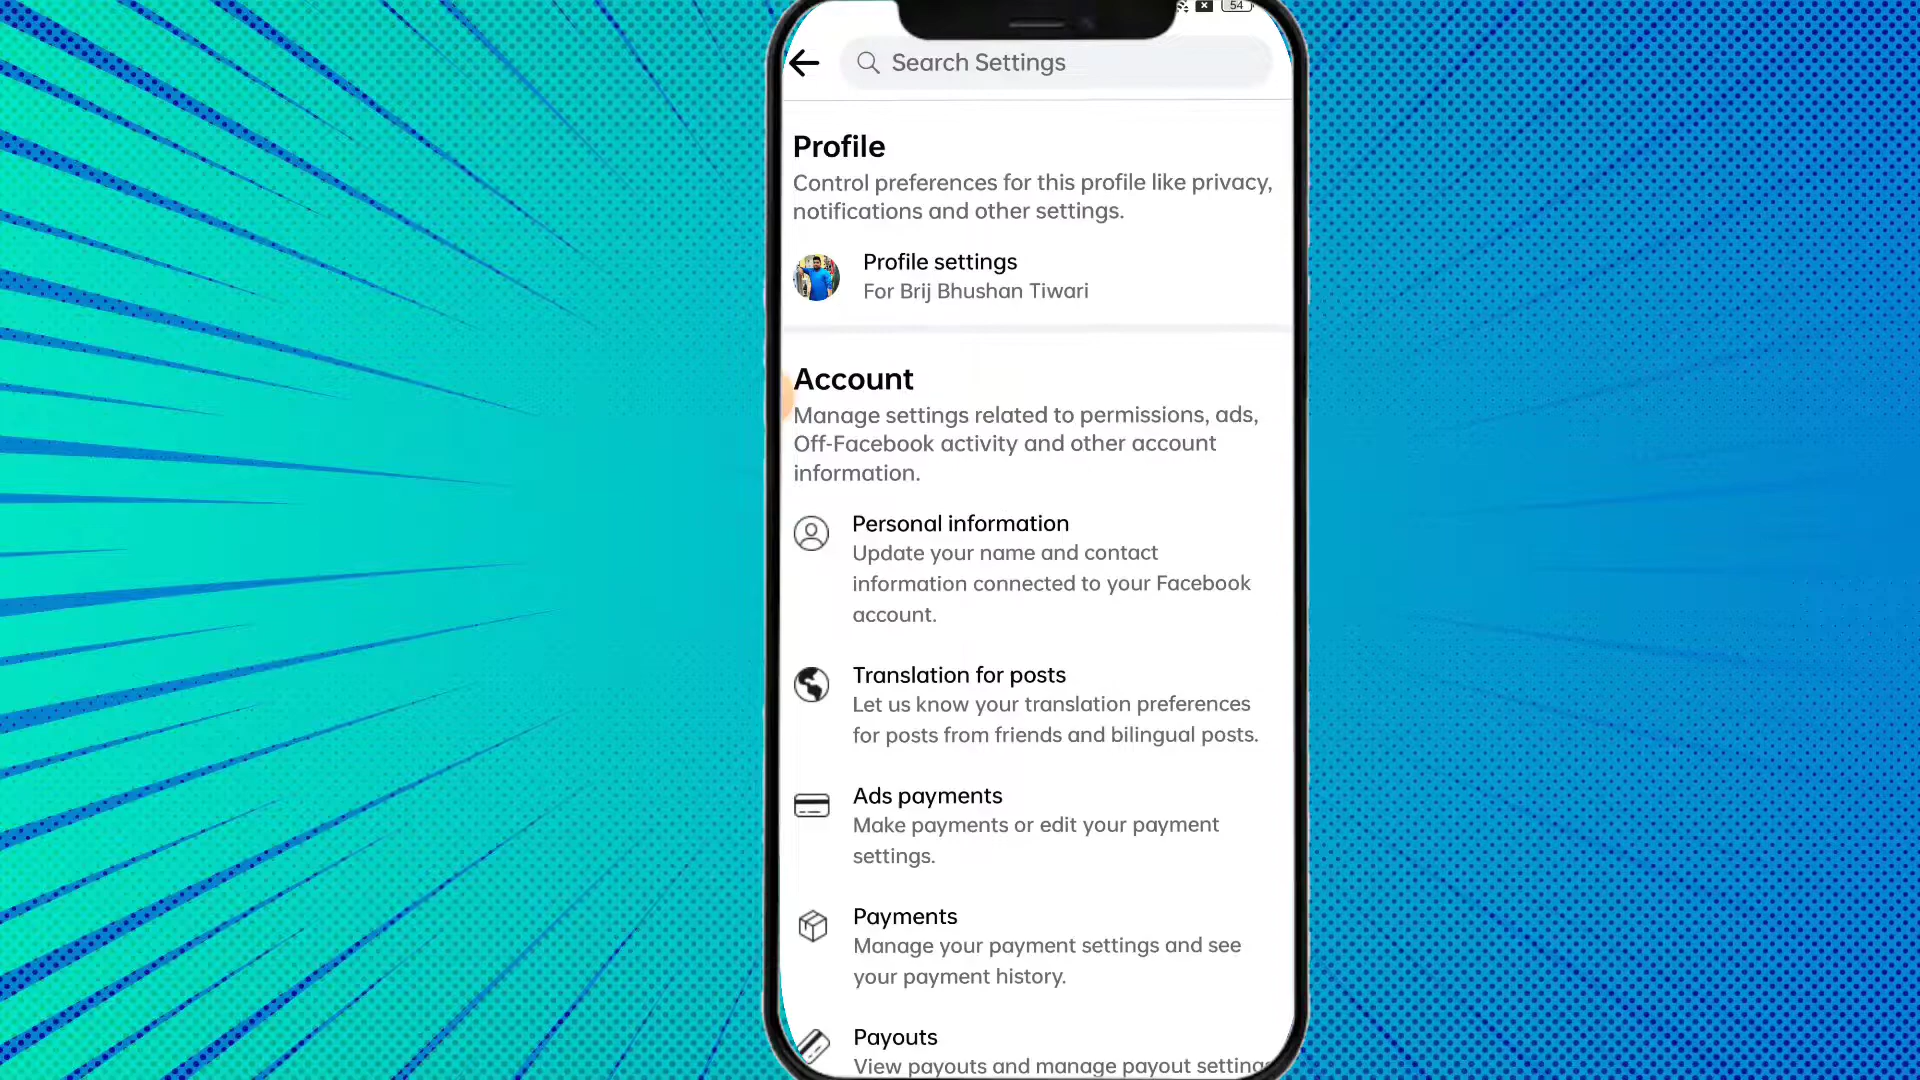 54
Search Settings
Profile
Control preferences for this profile like privacy,
notifications and other settings.
Profile settings
For Brij Bhushan Tiwari
Account
Manage settings related to permissions, ads,
Off-Facebook activity and other account
information.
Personal information
Update your name and contact
information connected to your Facebook
account.
Translation for posts
Let us know your translation preferences
for posts from friends and bilingual posts.
Ads payments
Make payments or edit your payment
settings.
Payments
Manage your payment settings and see
your payment history.
Payouts
View payouts and manage payout settings